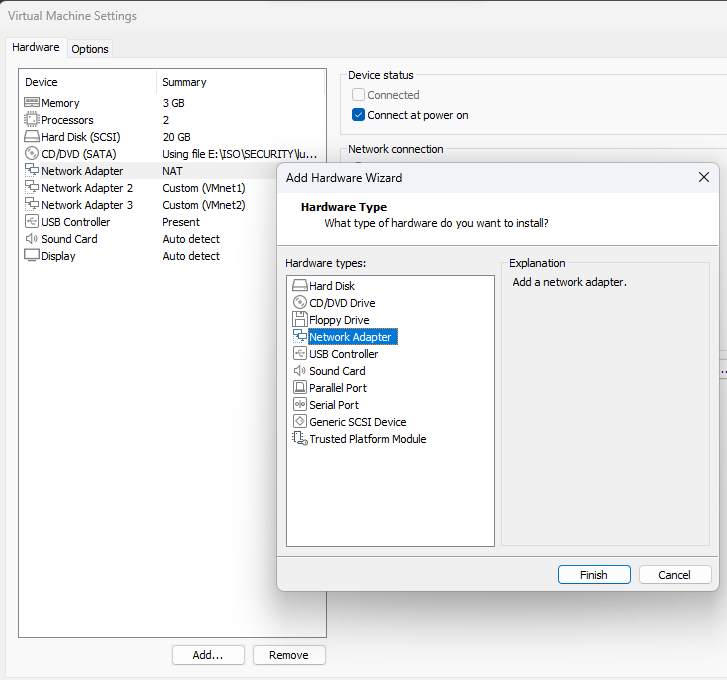 Virtual Machine Settings
Hardware Options
Device Summary
Memory 3 GB
Processors 2
Hard Disk (SCSI) 20 GB
CD/DVD (SATA) Using file E:\ISO\SECURITY\lu...
Network Adapter NAT
Network Adapter 2 Custom (VMnet1)
Network Adapter 3 Custom (VMnet2)
USB Controller Present
Sound Card Auto detect
Display Auto detect
Add... Remove
Device status
Connected
Connect at power on
Network connection
Add Hardware Wizard
Hardware Type
What type of hardware do you want to install?
Hardware types:
Hard Disk
CD/DVD Drive
Floppy Drive
Network Adapter
USB Controller
Sound Card
Parallel Port
Serial Port
Generic SCSI Device
Trusted Platform Module
Explanation
Add a network adapter.
Finish Cancel